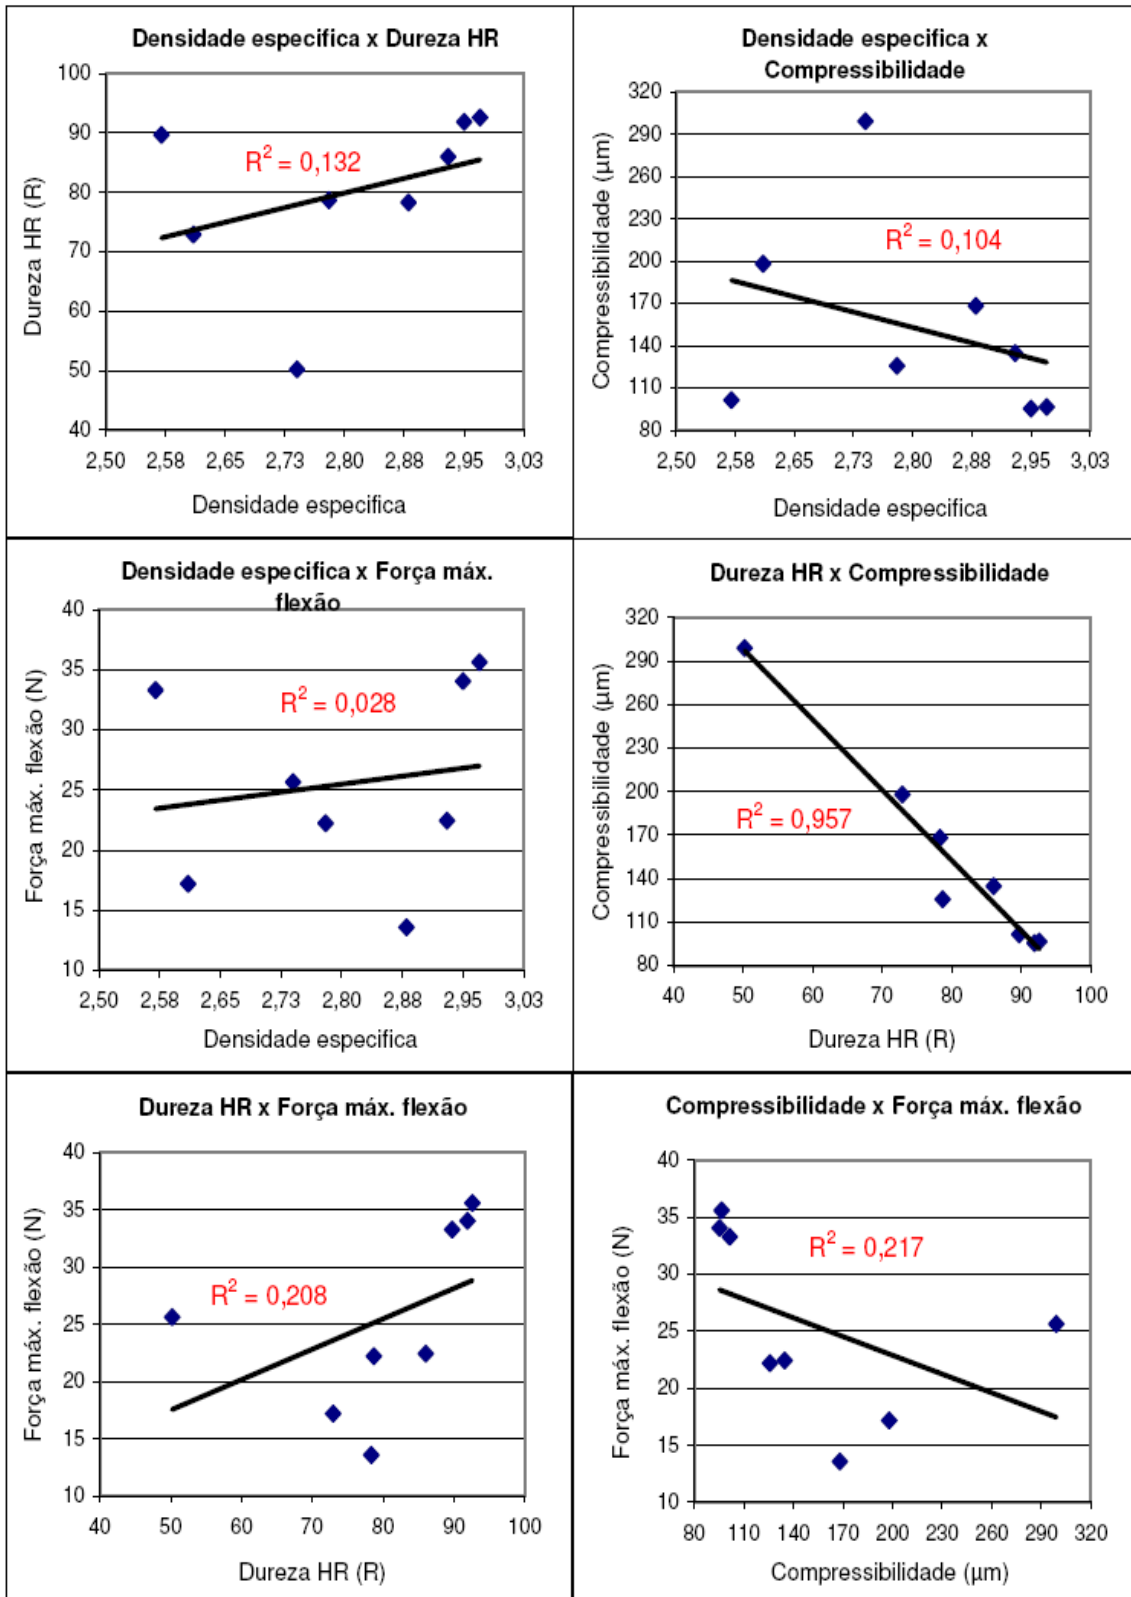 Densidade especifica x Dureza HR
100
90
80
70
60
50
40
Dureza HR (R)
R² = 0,132
2,50 2,58 2,65 2,73 2,80 2,88 2,95 3,03
Densidade especifica
Densidade especifica x
Compressibilidade
320
290
260
230
200
170
140
110
80
Compressibilidade (µm)
R² = 0,104
2,50 2,58 2,65 2,73 2,80 2,88 2,95 3,03
Densidade especifica
Densidade especifica x Força máx.
flexão
40
35
30
25
20
15
10
Força máx. flexão (N)
R² = 0,028
2,50 2,58 2,65 2,73 2,80 2,88 2,95 3,03
Densidade especifica
Dureza HR x Compressibilidade
320
290
260
230
200
170
140
110
80
Compressibilidade (µm)
R² = 0,957
40 50 60 70 80 90 100
Dureza HR (R)
Dureza HR x Força máx. flexão
40
35
30
25
20
15
10
Força máx. flexão (N)
R² = 0,208
40 50 60 70 80 90 100
Dureza HR (R)
Compressibilidade x Força máx. flexão
40
35
30
25
20
15
10
Força máx. flexão (N)
R² = 0,217
80 110 140 170 200 230 260 290 320
Compressibilidade (µm)